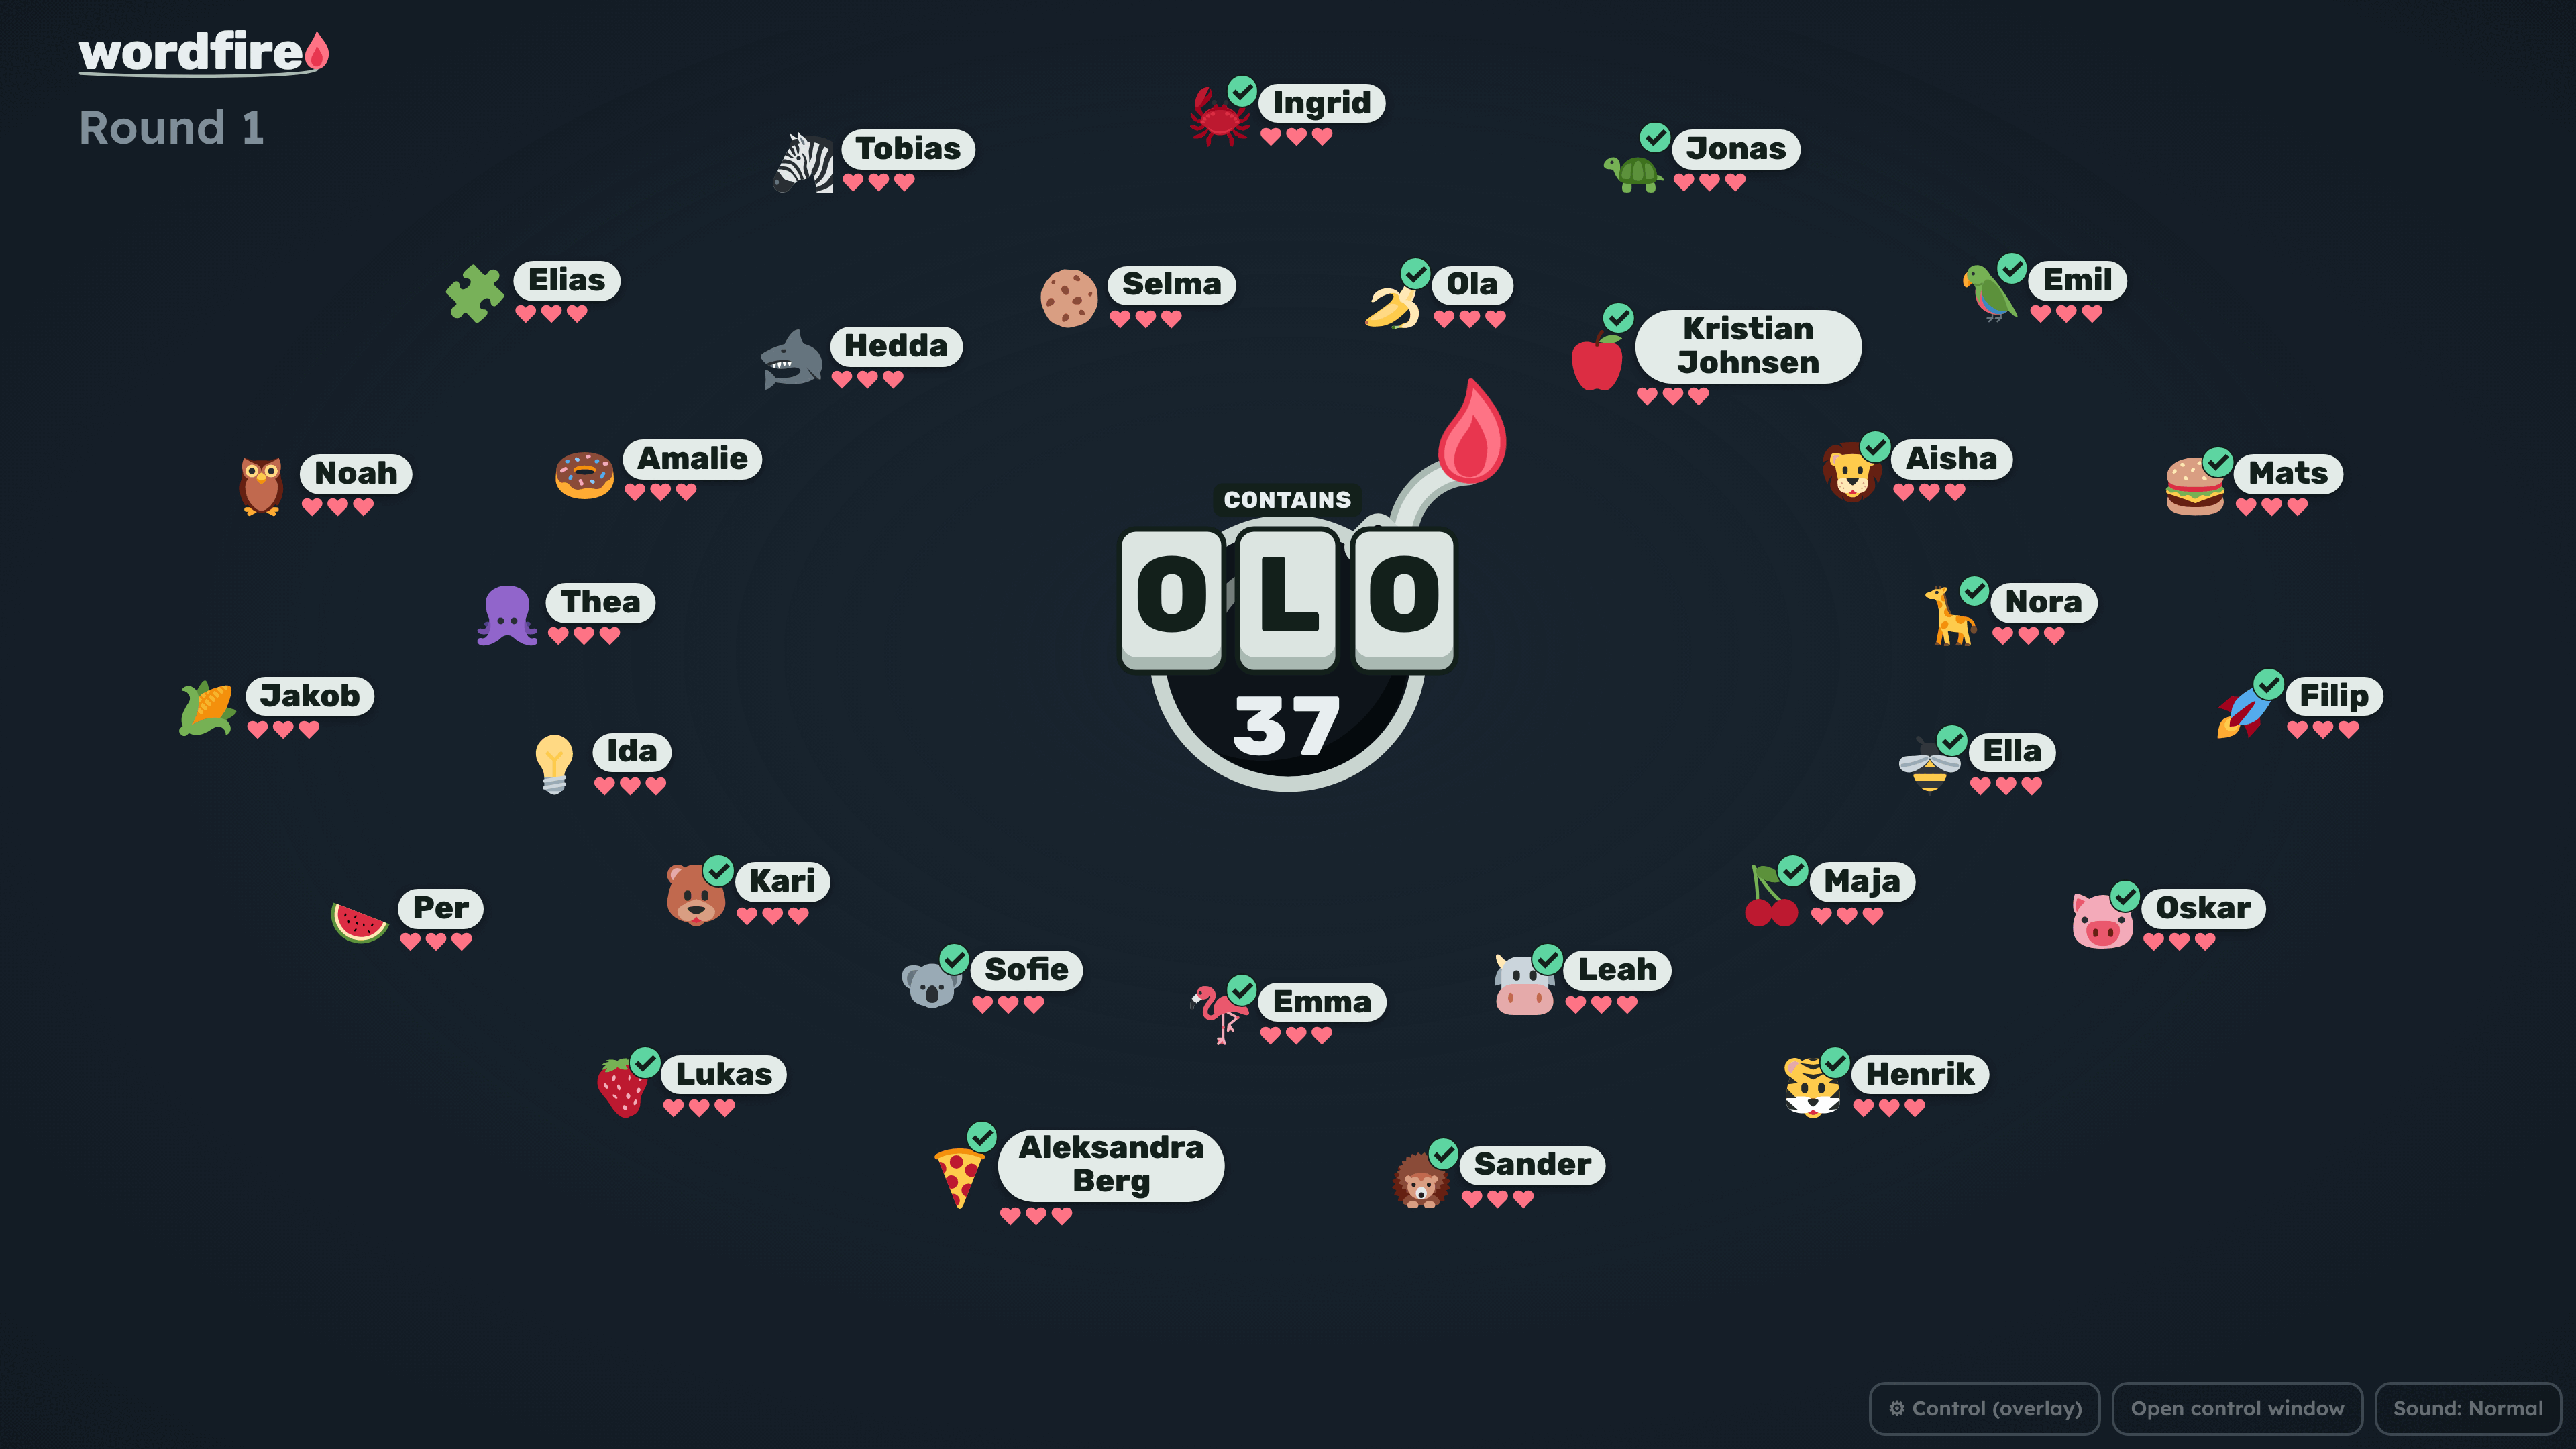 wordfire
Round 1
Ingrid
Tobias
Jonas
Elias
Selma
Ola
Emil
Kristian
Johnsen
Hedda
Noah
Amalie
Aisha
Mats
CONTAINS
OLO
37
Thea
Nora
Jakob
Filip
Ida
Ella
Per
Kari
Maja
Oskar
Sofie
Emma
Leah
Lukas
Henrik
Aleksandra
Berg
Sander
Control (overlay)
Open control window
Sound: Normal